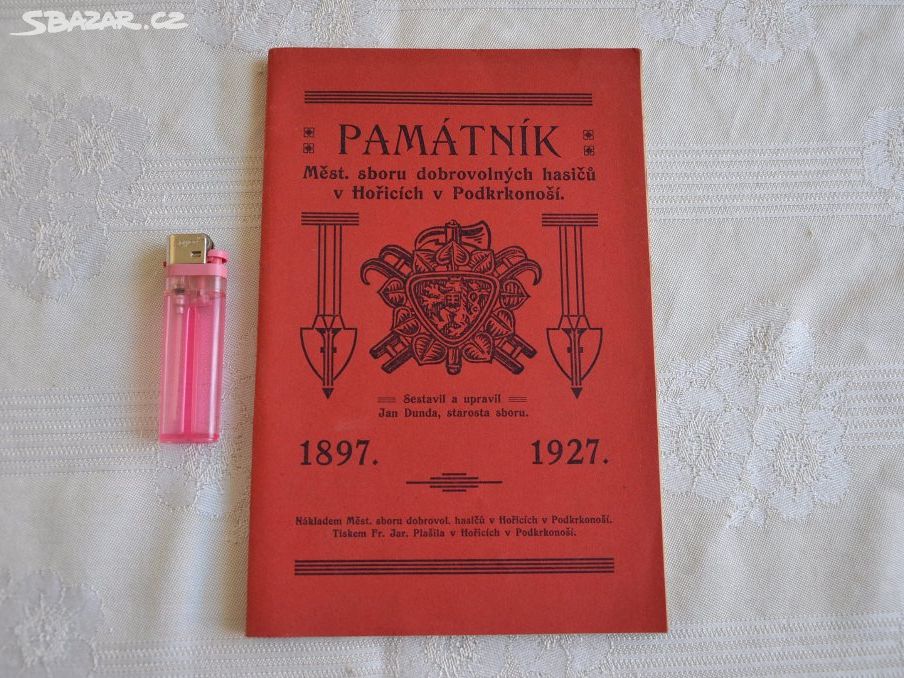 SBAZAR.CZ
PAMÁTNÍK
Měst. sboru dobrovolných hasičů
v Hořicích v Podkrkonoší.
Sestavil a upravil
Jan Dunda, starosta sboru.
1897. 1927.
Nákladem Měst. sboru dobrovol. hasičů v Hořicích v Podkrkonoší.
Tiskem Fr. Jar. Plašila v Hořicích v Podkrkonoší.